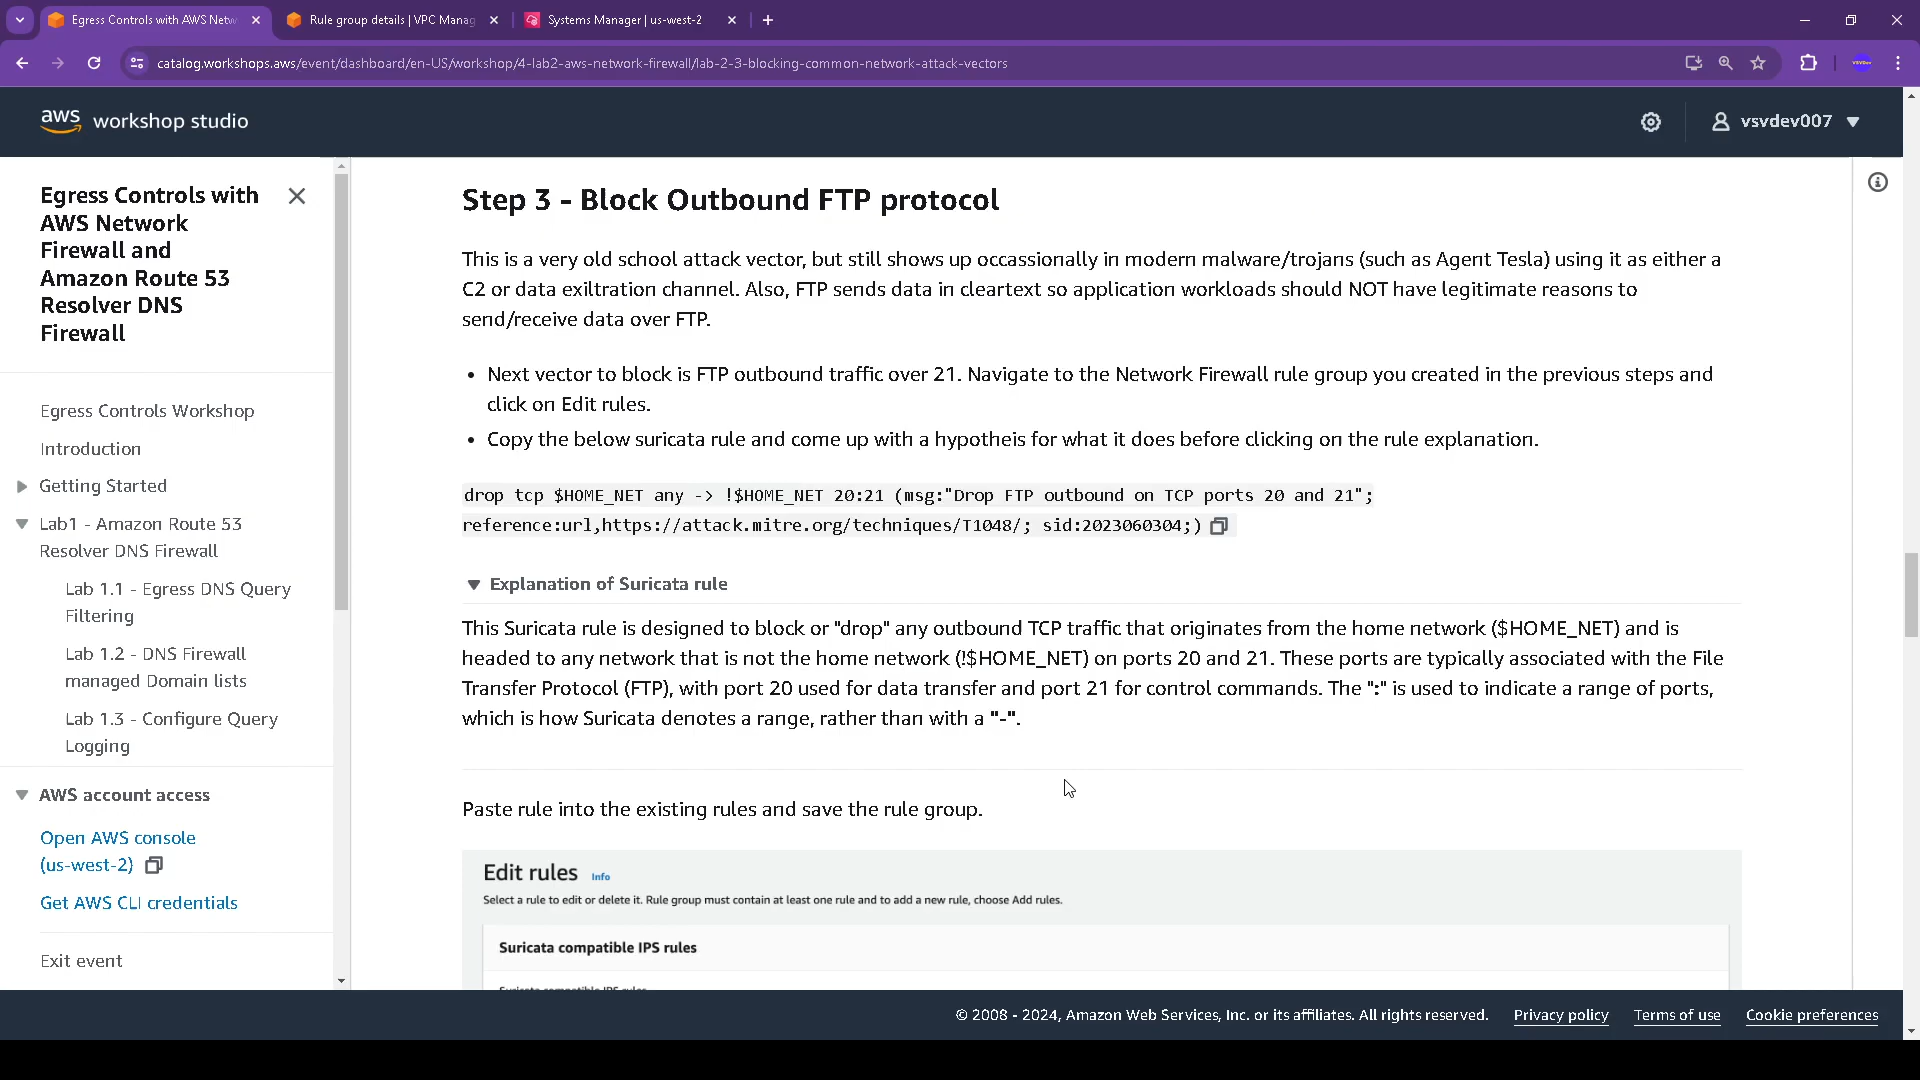 Egress Controls with AWS Netw
Rule group details | VPC Manag
Systems Manager | us-west-2
catalog.workshops.aws/event/dashboard/en-US/workshop/4-lab2-aws-network-firewall/lab-2-3-blocking-common-network-attack-vectors
aws workshop studio
vsvdev007
Egress Controls with
AWS Network
Firewall and
Amazon Route 53
Resolver DNS
Firewall
Egress Controls Workshop
Introduction
Getting Started
Lab1 - Amazon Route 53
Resolver DNS Firewall
Lab 1.1 - Egress DNS Query
Filtering
Lab 1.2 - DNS Firewall
managed Domain lists
Lab 1.3 - Configure Query
Logging
AWS account access
Open AWS console
(us-west-2)
Get AWS CLI credentials
Exit event
Step 3 - Block Outbound FTP protocol
This is a very old school attack vector, but still shows up occassionally in modern malware/trojans (such as Agent Tesla) using it as either a
C2 or data exiltration channel. Also, FTP sends data in cleartext so application workloads should NOT have legitimate reasons to
send/receive data over FTP.
• Next vector to block is FTP outbound traffic over 21. Navigate to the Network Firewall rule group you created in the previous steps and
click on Edit rules.
• Copy the below suricata rule and come up with a hypotheis for what it does before clicking on the rule explanation.
drop tcp $HOME_NET any -> !$HOME_NET 20:21 (msg:"Drop FTP outbound on TCP ports 20 and 21";
reference:url,https://attack.mitre.org/techniques/T1048/; sid:2023060304;)
Explanation of Suricata rule
This Suricata rule is designed to block or "drop" any outbound TCP traffic that originates from the home network ($HOME_NET) and is
headed to any network that is not the home network (!$HOME_NET) on ports 20 and 21. These ports are typically associated with the File
Transfer Protocol (FTP), with port 20 used for data transfer and port 21 for control commands. The ":" is used to indicate a range of ports,
which is how Suricata denotes a range, rather than with a "-".
Paste rule into the existing rules and save the rule group.
Edit rules Info
Select a rule to edit or delete it. Rule group must contain at least one rule and to add a new rule, choose Add rules.
Suricata compatible IPS rules
Suricata compatible IPS rules
© 2008 - 2024, Amazon Web Services, Inc. or its affiliates. All rights reserved.
Privacy policy
Terms of use
Cookie preferences